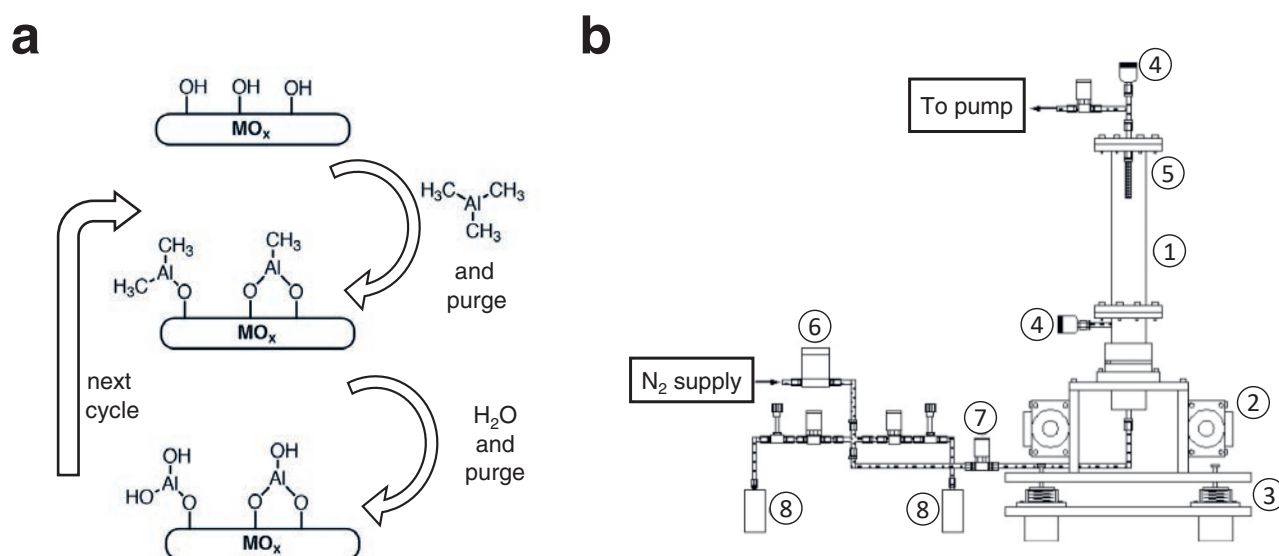 a
OH OH OH
MOₓ
H₃C CH₃
Al
CH₃
and
purge
CH₃
H₃C Al
O
CH₃
Al
O O
MOₓ
next
cycle
H₂O
and
purge
OH
HO Al
O
OH
Al
O O
MOₓ
b
To pump
4
5
1
4
6
N₂ supply
7
2
8
8
3